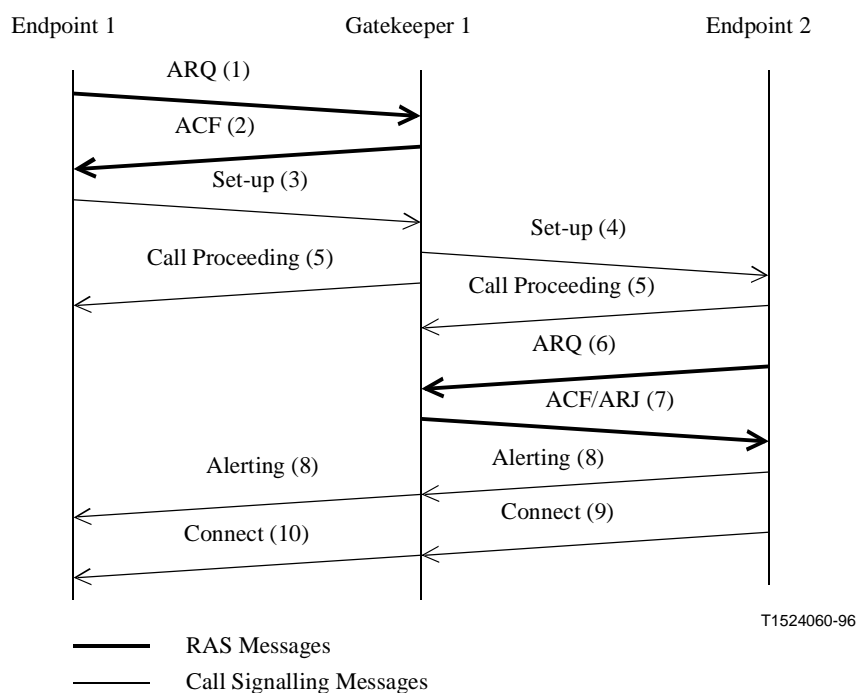 Endpoint 1
Gatekeeper 1
Endpoint 2
ARQ (1)
ACF (2)
Set-up (3)
Set-up (4)
Call Proceeding (5)
Call Proceeding (5)
ARQ (6)
ACF/ARJ (7)
Alerting (8)
Alerting (8)
Connect (9)
Connect (10)
T1524060-96
RAS Messages
Call Signalling Messages